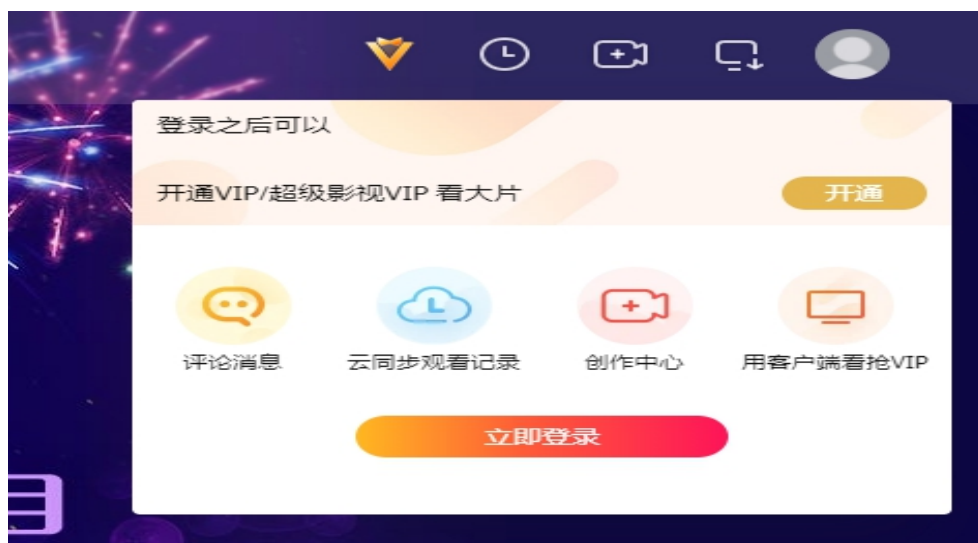 登录之后可以
开通VIP/超级影视VIP 看大片
开通
评论消息
云同步观看记录
创作中心
用客户端看抢VIP
立即登录